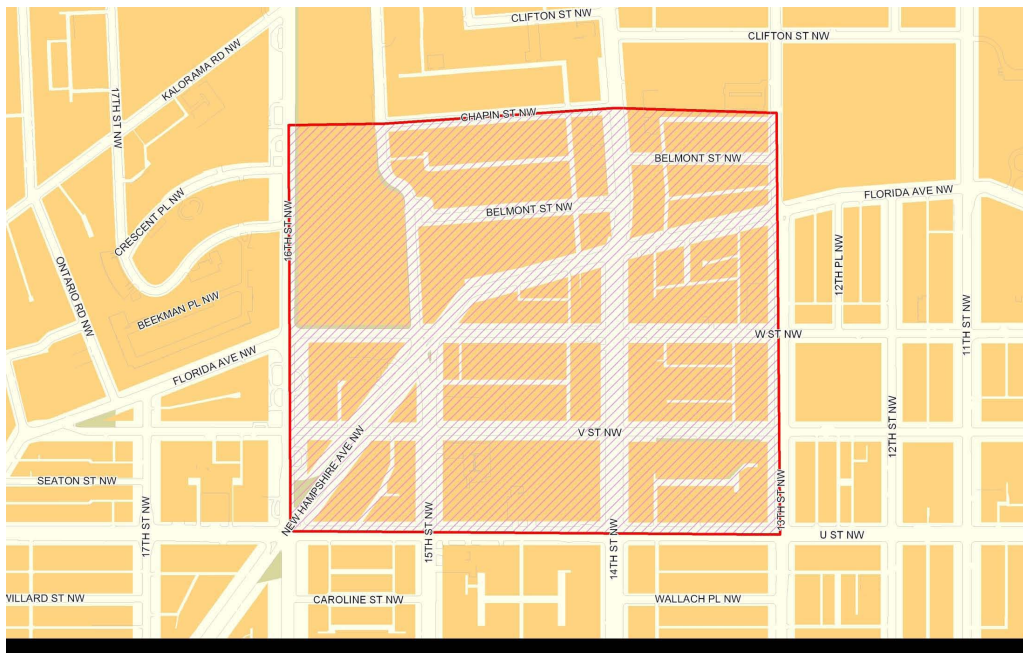 CLIFTON ST NW
CLIFTON ST NW
KALORAMA RD NW
17TH ST NW
CHAPIN ST NW
BELMONT ST NW
FLORIDA AVE NW
CRESCENT PL NW
16TH ST NW
BELMONT ST NW
12TH PL NW
ONTARIO RD NW
BEEKMAN PL NW
11TH ST NW
W ST NW
FLORIDA AVE NW
12TH ST NW
V ST NW
NEW HAMPSHIRE AVE NW
SEATON ST NW
13TH ST NW
17TH ST NW
15TH ST NW
14TH ST NW
U ST NW
WILLARD ST NW
CAROLINE ST NW
WALLACH PL NW